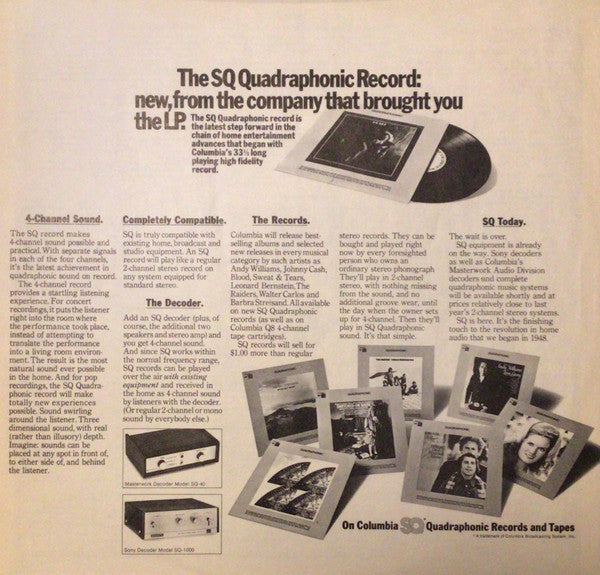 The SQ Quadraphonic Record:
new, from the company that brought you
the LP.
The SQ Quadraphonic record is
the latest step forward in the
chain of home entertainment
advances that began with
Columbia's 33⅓ long
playing high fidelity
record.
4-Channel Sound.
The SQ record makes
4-channel sound possible and
practical. With separate signals
in each of the four channels,
it's the latest achievement in
quadraphonic sound on record.
The 4-channel record
provides a startling listening
experience. For concert
recordings, it puts the listener
right into the room where
the performance took place,
instead of attempting to
translate the performance
into a living room environ-
ment. The result is the most
natural sound ever possible
in the home. And for pop
recordings, the SQ Quadra-
phonic record will make
totally new experiences
possible. Sound swirling
around the listener. Three
dimensional sound, with real
(rather than illusory) depth.
Imagine: sounds can be
placed at any spot in front of,
to either side of, and behind
the listener.
Completely Compatible.
SQ is truly compatible with
existing home, broadcast and
studio equipment. An SQ
record will play like a regular
2-channel stereo record on
any system equipped for
standard stereo.
The Decoder.
Add an SQ decoder (plus, of
course, the additional two
speakers and stereo amp) and
you get 4-channel sound.
And since SQ works within
the normal frequency range,
SQ records can be played
over the air with existing
equipment and received in
the home as 4-channel sound
by listeners with the decoder.
(Or regular 2-channel or mono
sound by everybody else.)
Masterwork Decoder Model SQ-40
Sony Decoder Model SQ-1000
The Records.
Columbia will release best-
selling albums and selected
new releases in every musical
category by such artists as
Andy Williams, Johnny Cash,
Blood, Sweat & Tears,
Leonard Bernstein, The
Raiders, Walter Carlos and
Barbra Streisand. All available
on new SQ Quadraphonic
records (as well as on
Columbia Q8 4-channel
tape cartridges).
SQ records will sell for
$1.00 more than regular
stereo records. They can be
bought and played right
now by every forsighted
person who owns an
ordinary stereo phonograph
They'll play in 2-channel
stereo, with nothing missing
from the sound, and no
additional groove wear, until
the day when the owner sets
up for 4-channel. Then they'll
play in SQ Quadraphonic
sound. It's that simple.
SQ Today.
The wait is over.
SQ equipment is already
on the way. Sony decoders
as well as Columbia's
Masterwork Audio Division
decoders and complete
quadraphonic music systems
will be available shortly and at
prices relatively close to last
year's 2-channel stereo systems.
SQ is here. It's the finishing
touch to the revolution in home
audio that we began in 1948.
Andy Williams
Love Story
On Columbia SQ Quadraphonic Records and Tapes
* A trademark of Columbia Broadcasting System, Inc.